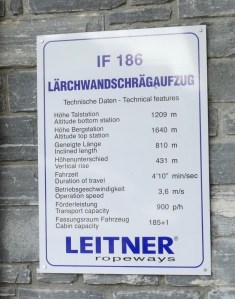 IF 186
LÄRCHWANDSCHRÄGAUFZUG
Technische Daten - Technical features
Höhe Talstation
Altitude bottom station 1209 m
Höhe Bergstation
Altitude top station 1640 m
Geneigte Länge
Inclined length 810 m
Höhenunterschied
Vertical rise 431 m
Fahrzeit
Duration of travel 4'10" min/sec
Betriebsgeschwindigkeit
Operation speed 3,6 m/s
Förderleistung
Transport capacity 900 p/h
Fassungsraum Fahrzeug
Cabin capacity 185+1
LEITNER®
ropeways